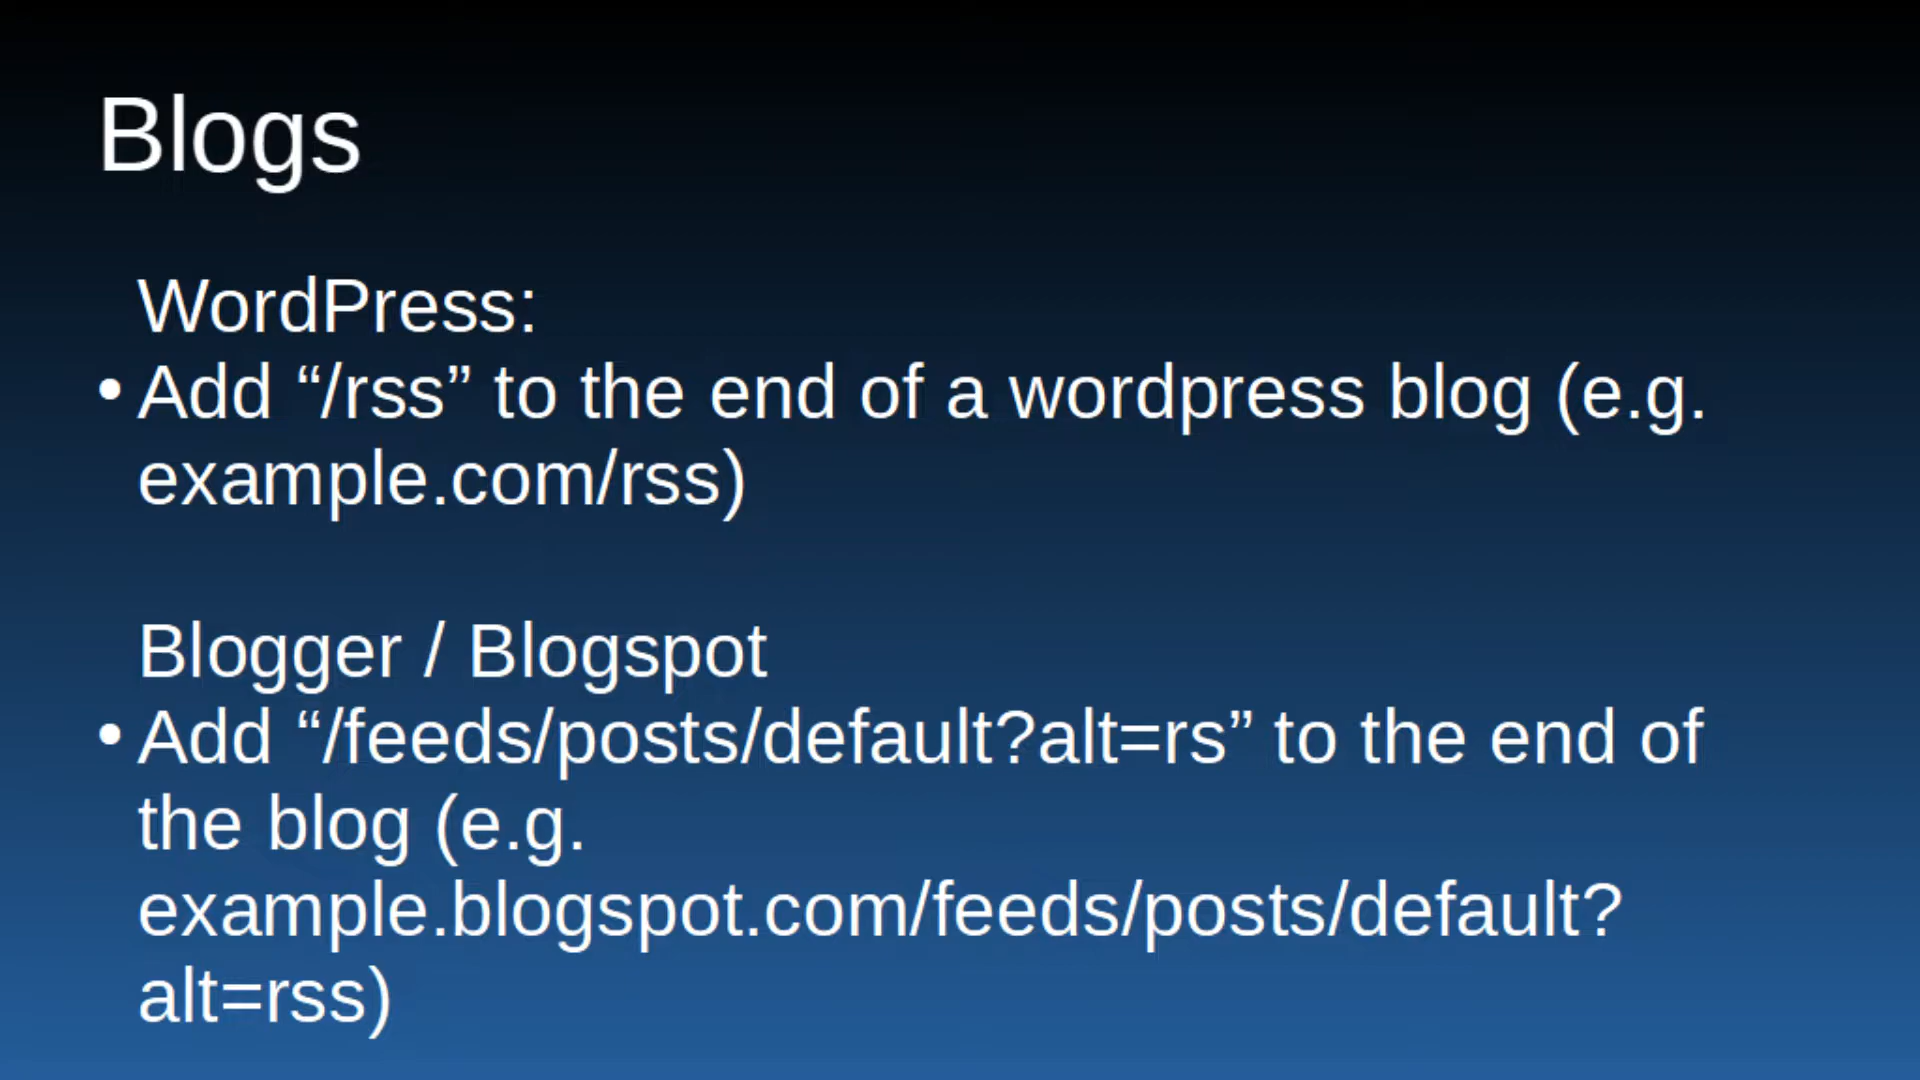 Blogs
WordPress:
• Add “/rss” to the end of a wordpress blog (e.g.
example.com/rss)
Blogger / Blogspot
• Add “/feeds/posts/default?alt=rs” to the end of
the blog (e.g.
example.blogspot.com/feeds/posts/default?
alt=rss)